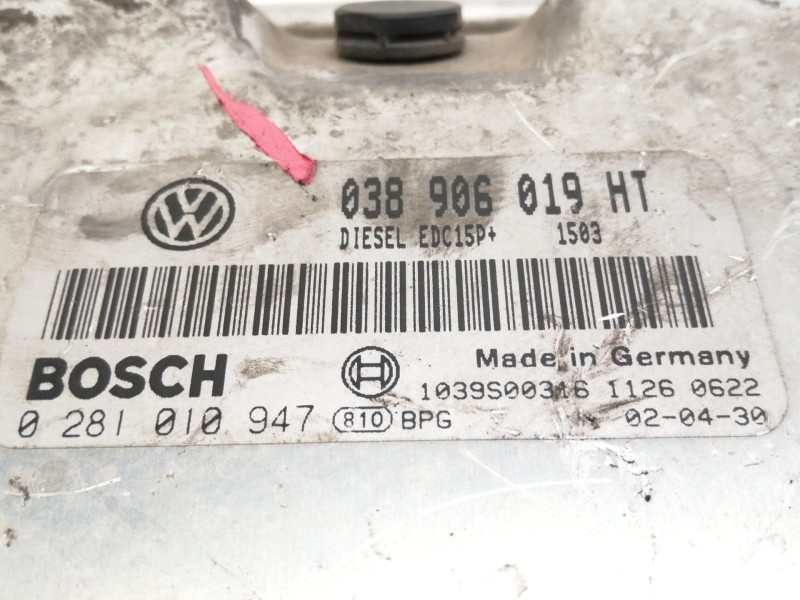 038 906 019 HT
DIESEL EDC15P+ 1503
BOSCH
Made in Germany
1039S00316 I126 0622
0 281 010 947 810 BPG 02-04-30